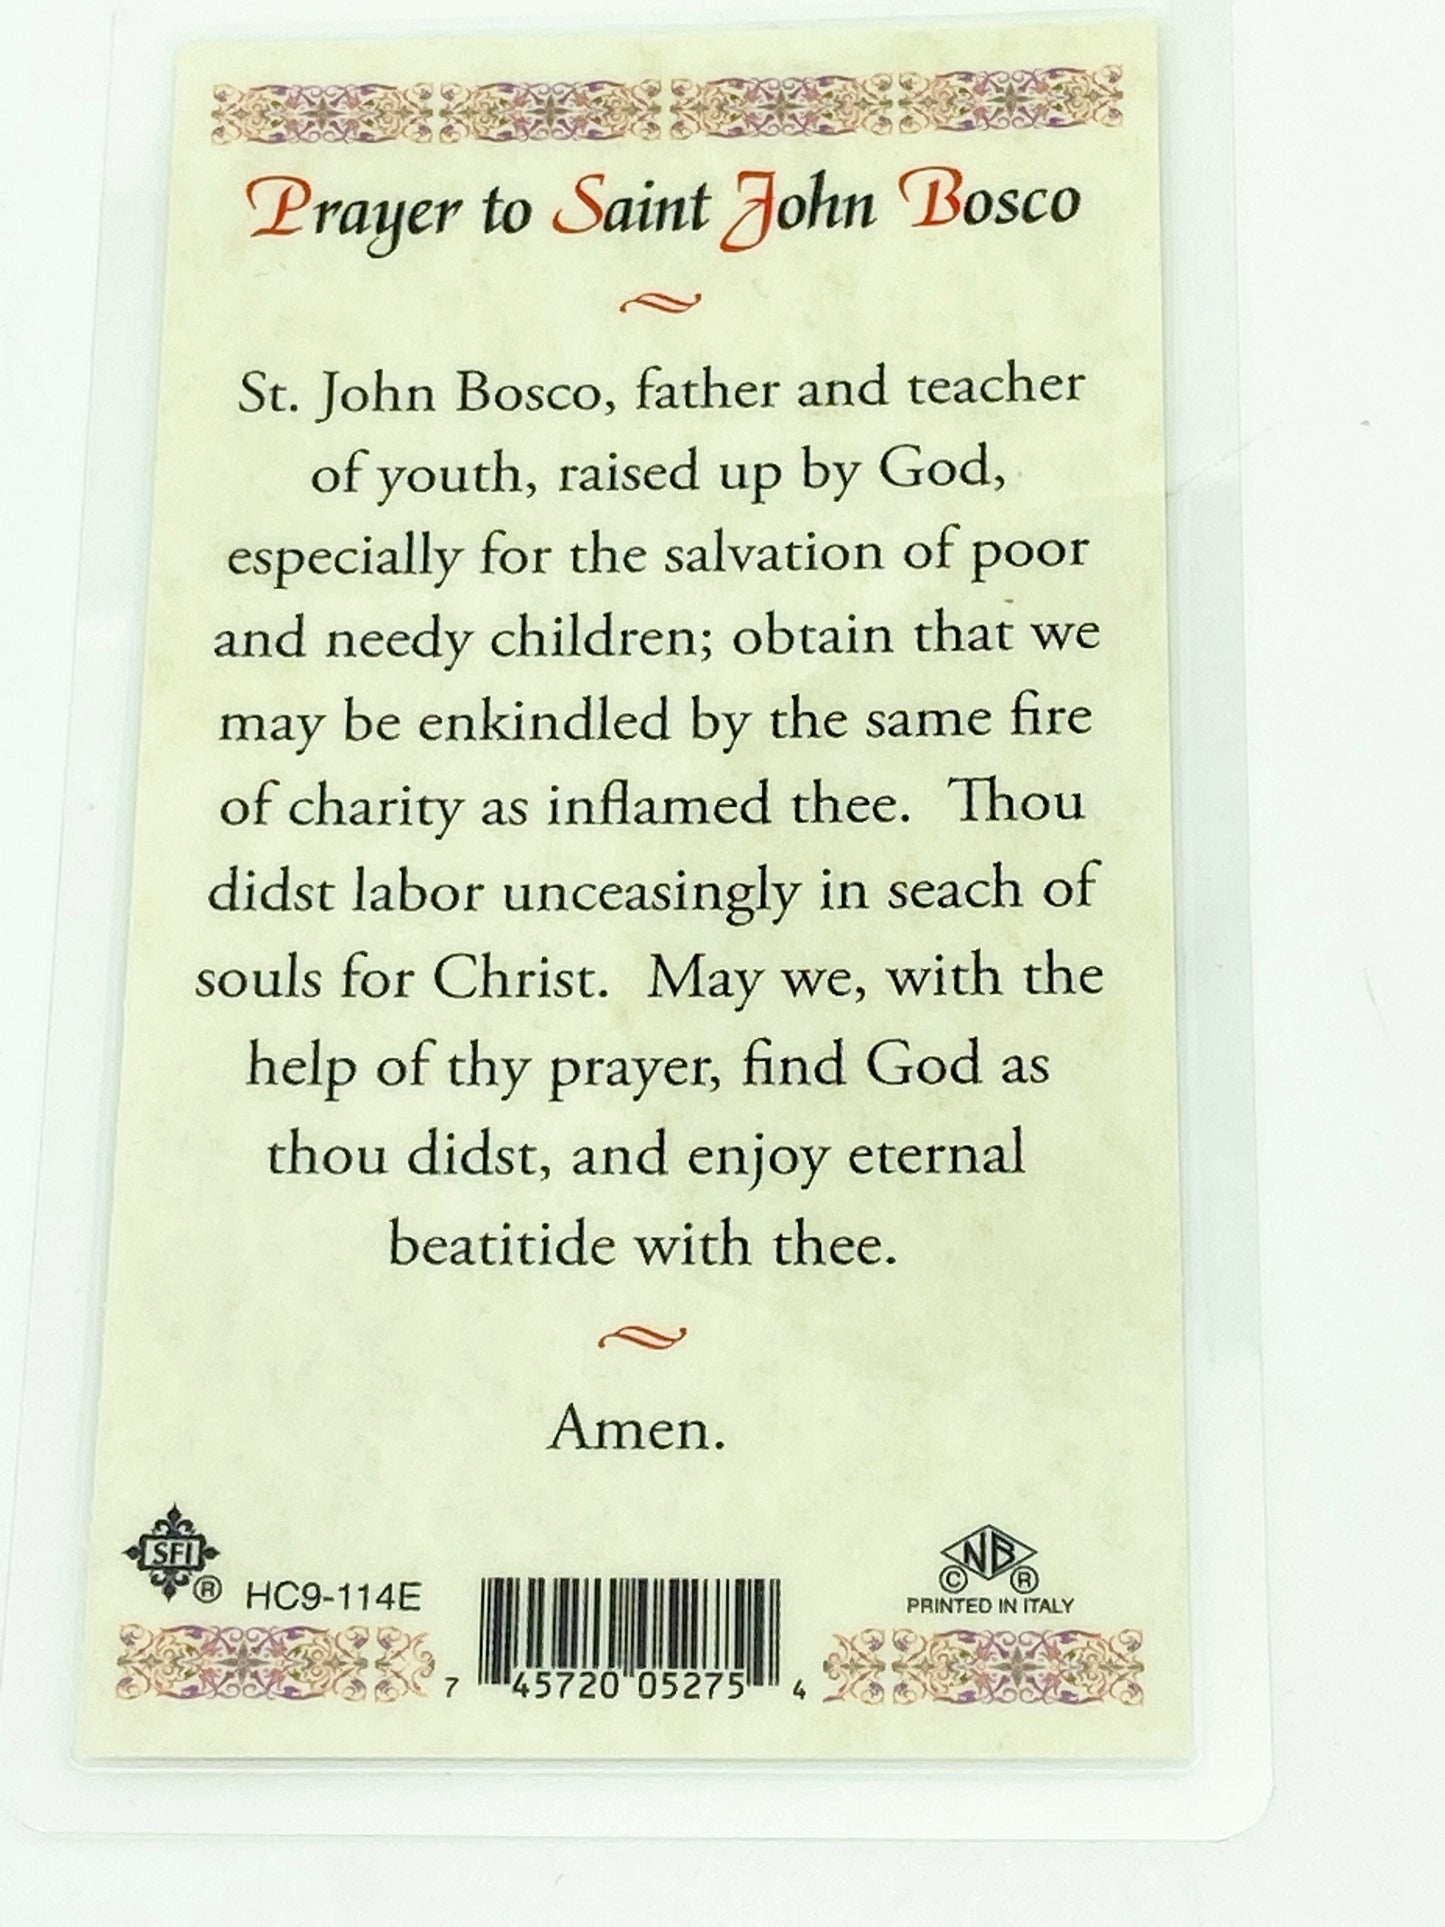 Prayer to Saint John Bosco
St. John Bosco, father and teacher
of youth, raised up by God,
especially for the salvation of poor
and needy children; obtain that we
may be enkindled by the same fire
of charity as inflamed thee.  Thou
didst labor unceasingly in seach of
souls for Christ.  May we, with the
help of thy prayer, find God as
thou didst, and enjoy eternal
beatitide with thee.
Amen.
SFI
® HC9-114E
NB
© ®
PRINTED IN ITALY
7 45720 05275 4